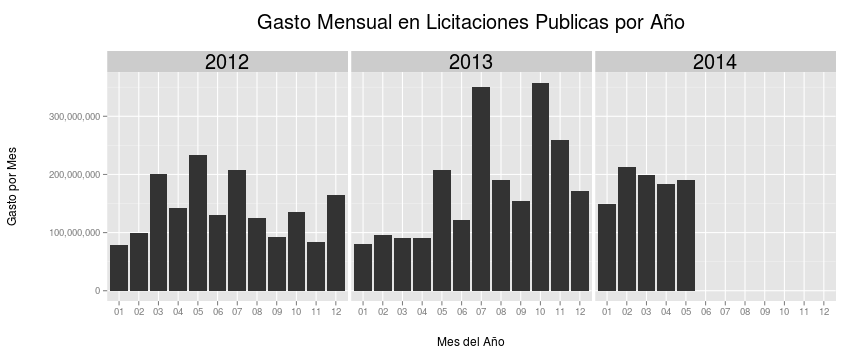 Gasto Mensual en Licitaciones Publicas por Año
2012 2013 2014
Gasto por Mes
300,000,000
200,000,000
100,000,000
0
01 02 03 04 05 06 07 08 09 10 11 12 01 02 03 04 05 06 07 08 09 10 11 12 01 02 03 04 05 06 07 08 09 10 11 12
Mes del Año